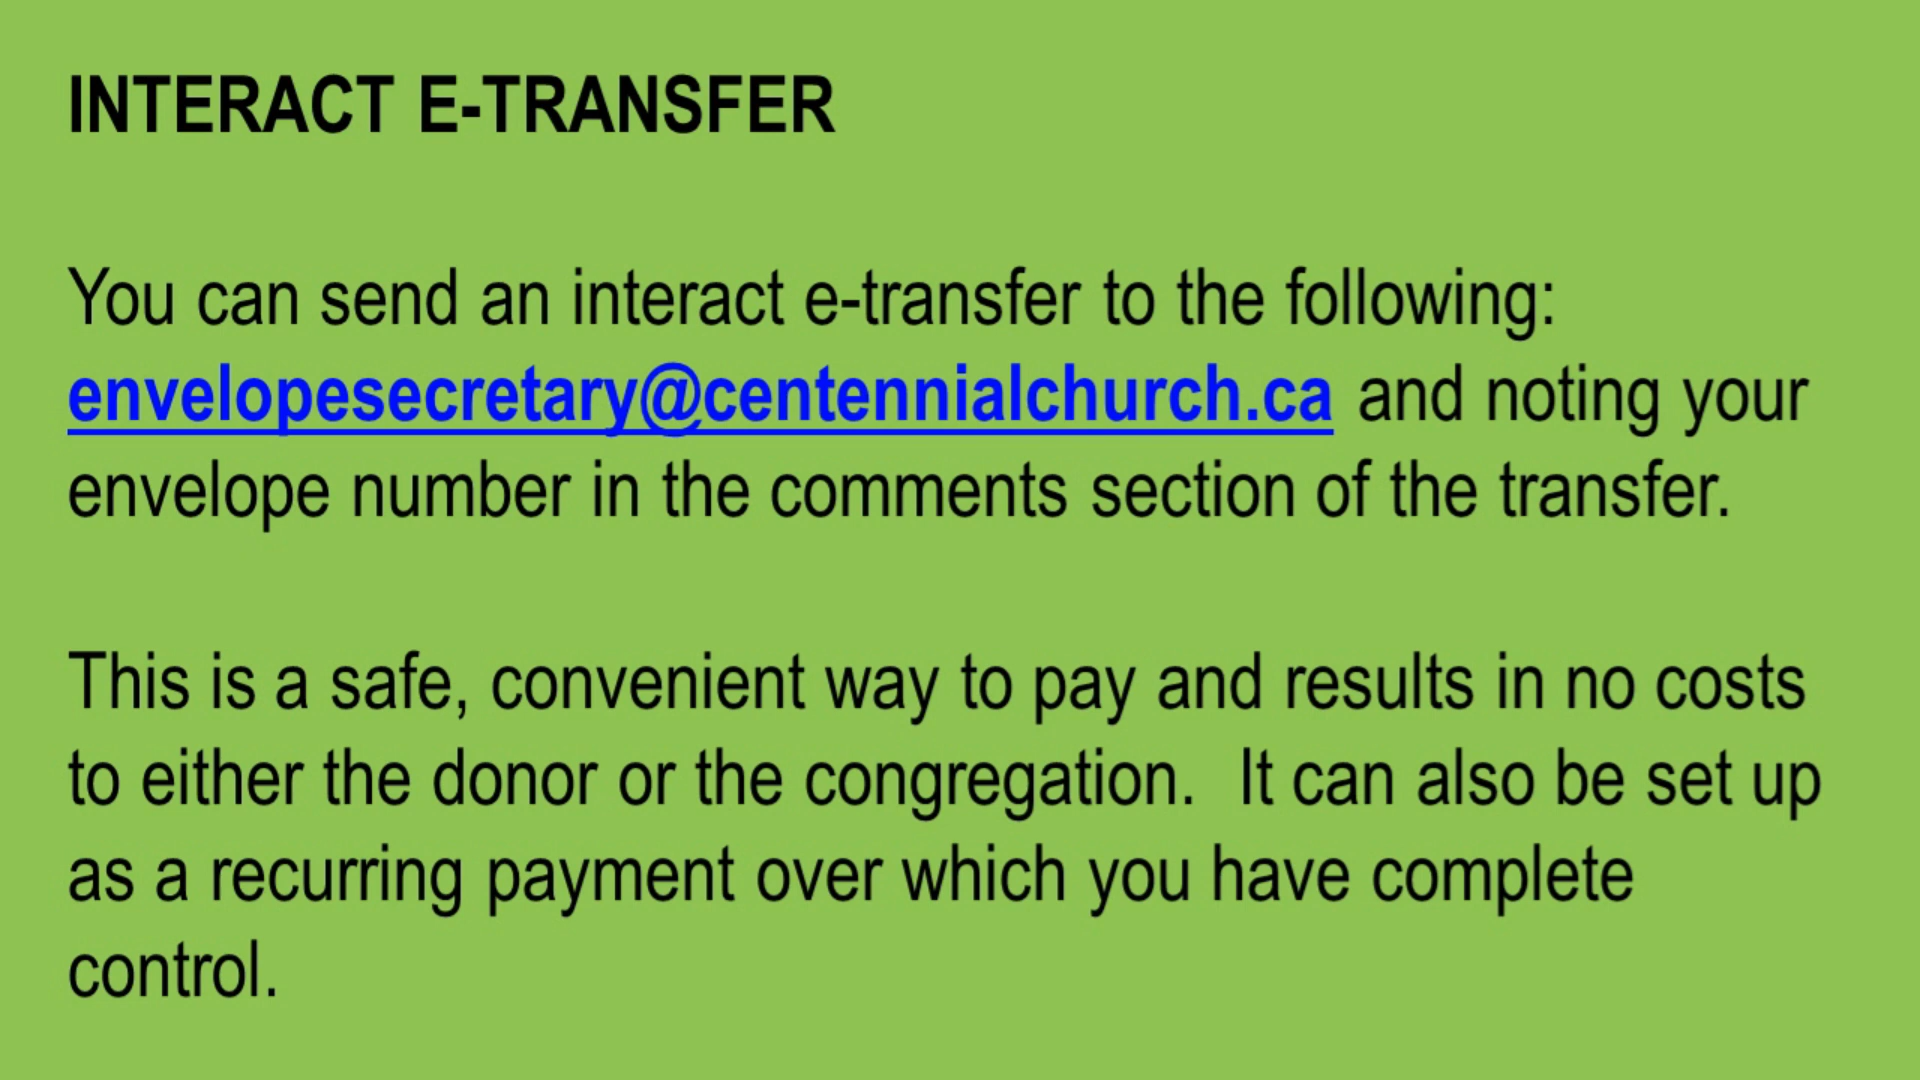 INTERACT E-TRANSFER
You can send an interact e-transfer to the following:
envelopesecretary@centennialchurch.ca and noting your
envelope number in the comments section of the transfer.
This is a safe, convenient way to pay and results in no costs
to either the donor or the congregation.  It can also be set up
as a recurring payment over which you have complete
control.